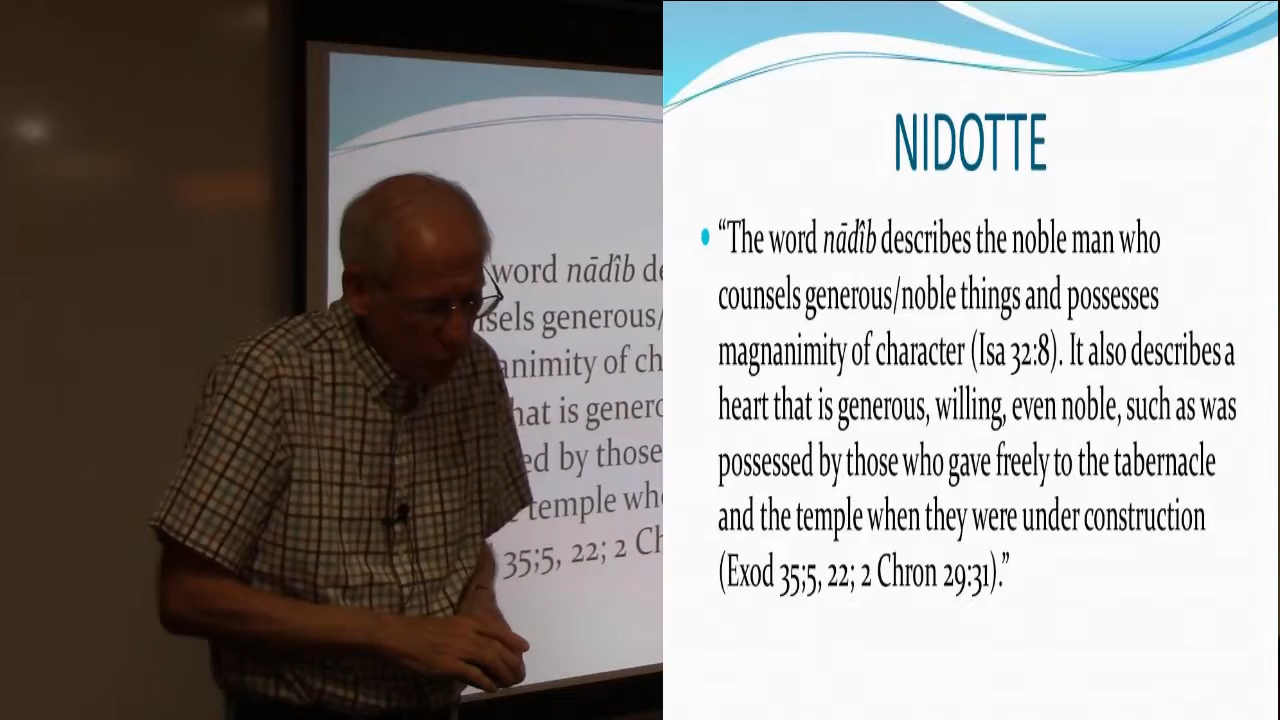 NIDOTTE
• “The word nādîb describes the noble man who
counsels generous/noble things and possesses
magnanimity of character (Isa 32:8). It also describes a
heart that is generous, willing, even noble, such as was
possessed by those who gave freely to the tabernacle
and the temple when they were under construction
(Exod 35;5, 22; 2 Chron 29:31).”
word nādîb de
nsels generous/
animity of ch
hat is genero
ed by those
temple wh
35;5, 22; 2 Ch